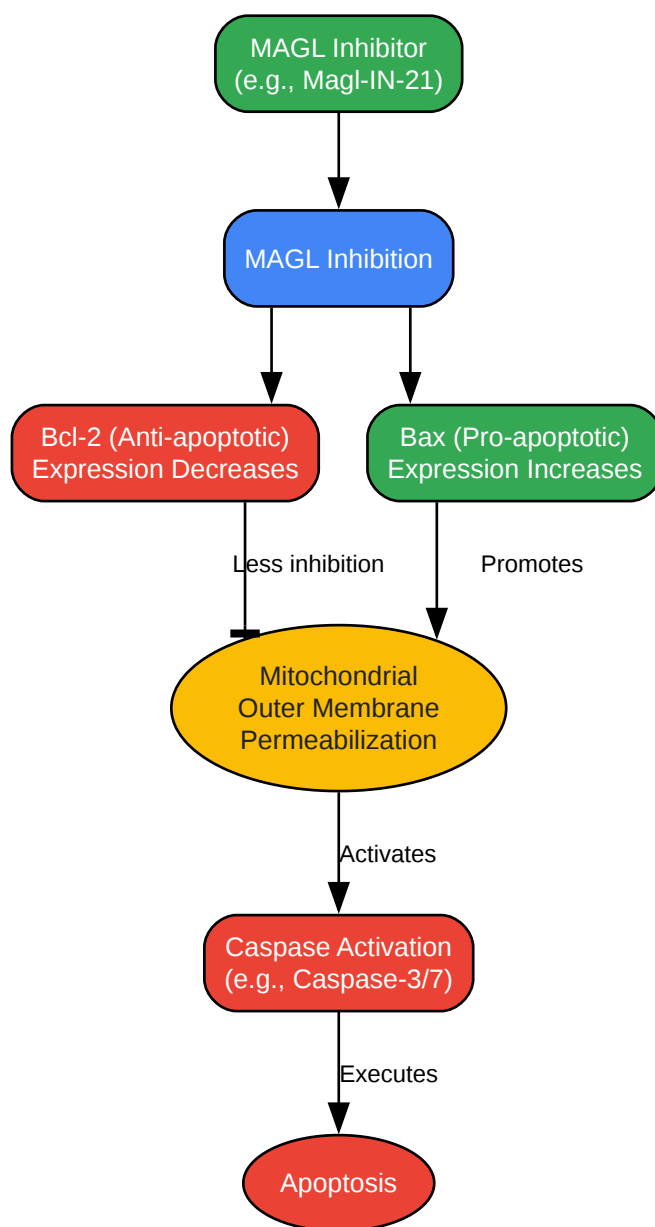 MAGL Inhibitor
(e.g., Magl-IN-21)
MAGL Inhibition
Bcl-2 (Anti-apoptotic)
Expression Decreases
Bax (Pro-apoptotic)
Expression Increases
Less inhibition
Promotes
Mitochondrial
Outer Membrane
Permeabilization
Activates
Caspase Activation
(e.g., Caspase-3/7)
Executes
Apoptosis